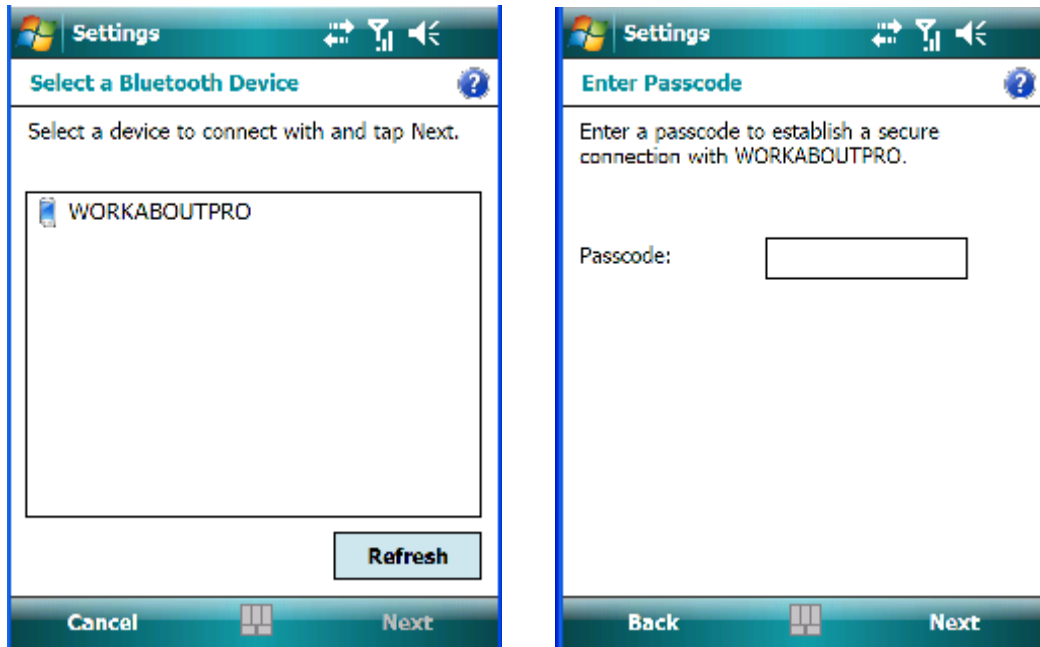 Settings
Select a Bluetooth Device
Select a device to connect with and tap Next.
WORKABOUTPRO
Refresh
Cancel
Next
Settings
Enter Passcode
Enter a passcode to establish a secure
connection with WORKABOUTPRO.
Passcode:
Back
Next